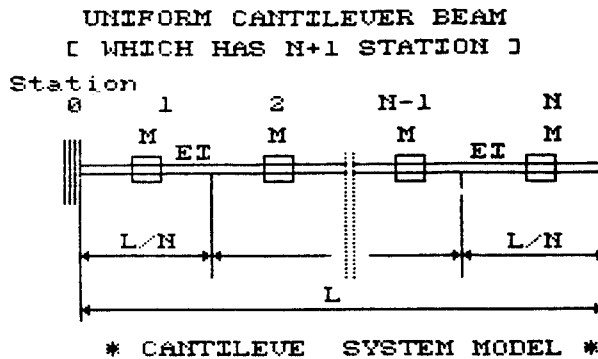 UNIFORM CANTILEVER BEAM
[ WHICH HAS N+1 STATION ]
Station
0 1 2 N-1 N
M M M M
EI EI
L/N L/N
L
* CANTILEVE SYSTEM MODEL *